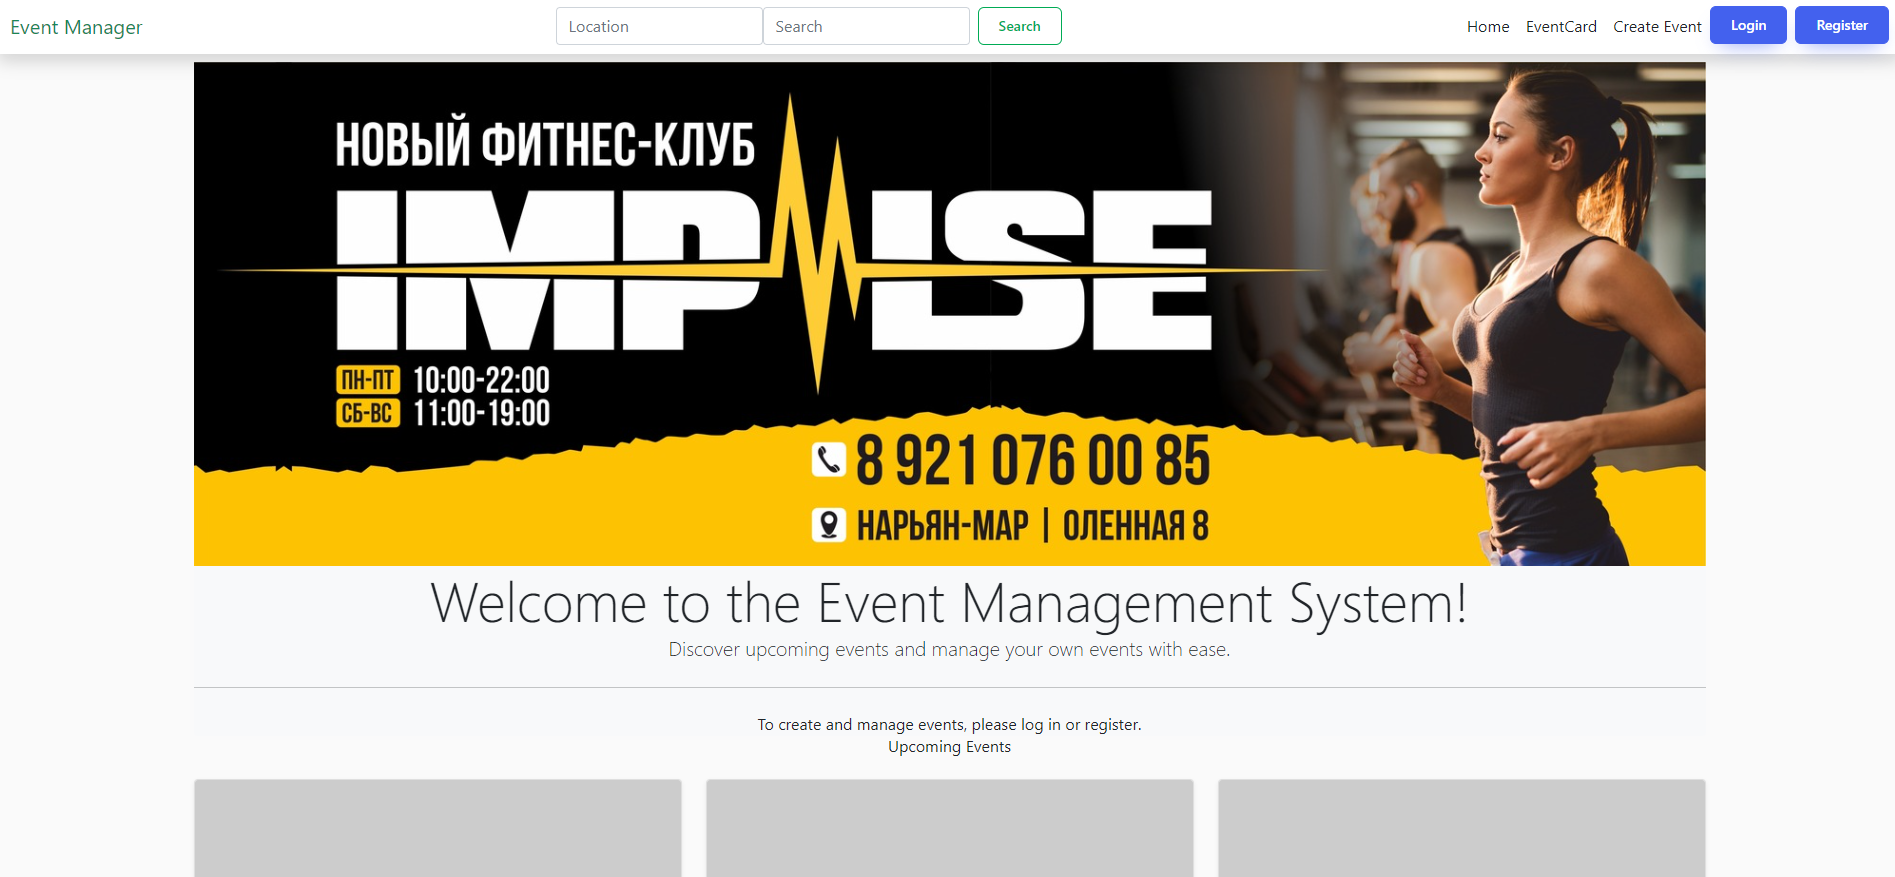 Event Manager
Location
Search
Search
Home
EventCard
Create Event
Login
Register
НОВЫЙ ФИТНЕС-КЛУБ
IMPULSE
ПН-ПТ 10:00-22:00
СБ-ВС 11:00-19:00
8 921 076 00 85
НАРЬЯН-МАР | ОЛЕННАЯ 8
Welcome to the Event Management System!
Discover upcoming events and manage your own events with ease.
To create and manage events, please log in or register.
Upcoming Events